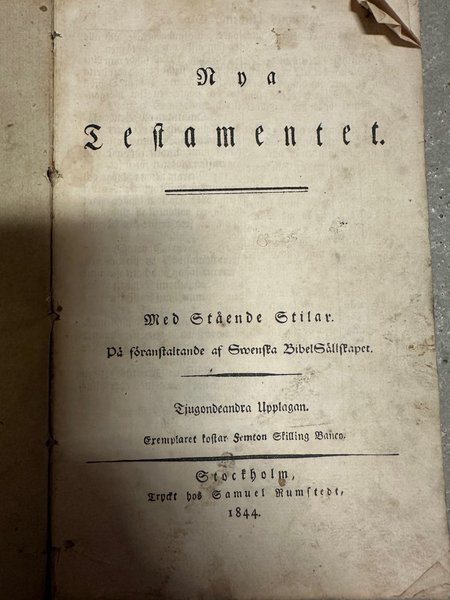 Nya
Testamentet.
Med Stående Stilar.
På föranstaltande af Swenska BibelSällskapet.
Tjugondeandra Upplagan.
Exemplaret kostar Femton Skilling Banco.
Stockholm,
Tryckt hos Samuel Rumstedt,
1844.